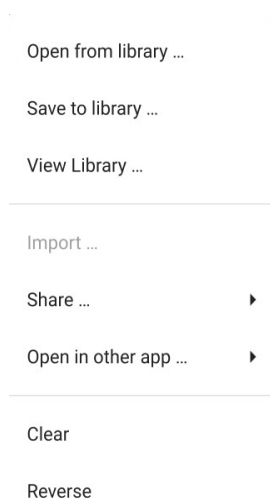 Open from library ...
Save to library ...
View Library ...
Import ...
Share ...
Open in other app ...
Clear
Reverse